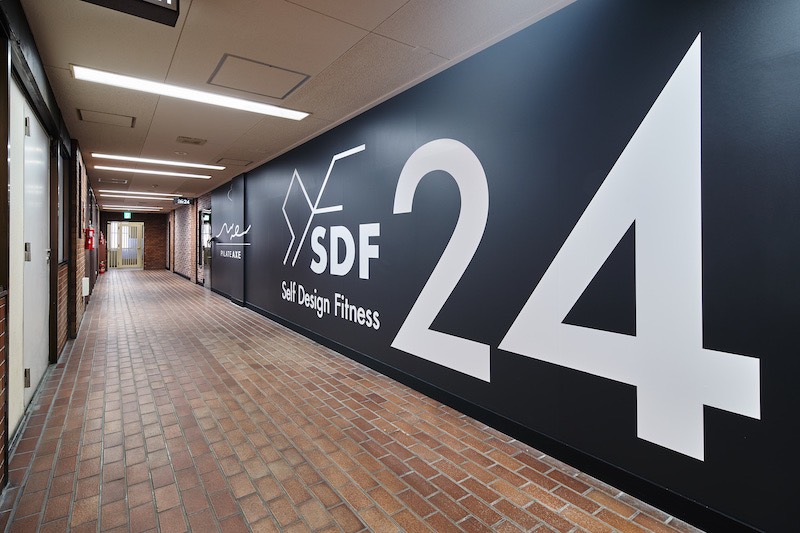 SDF
Self Design Fitness
24
PILATE AXE